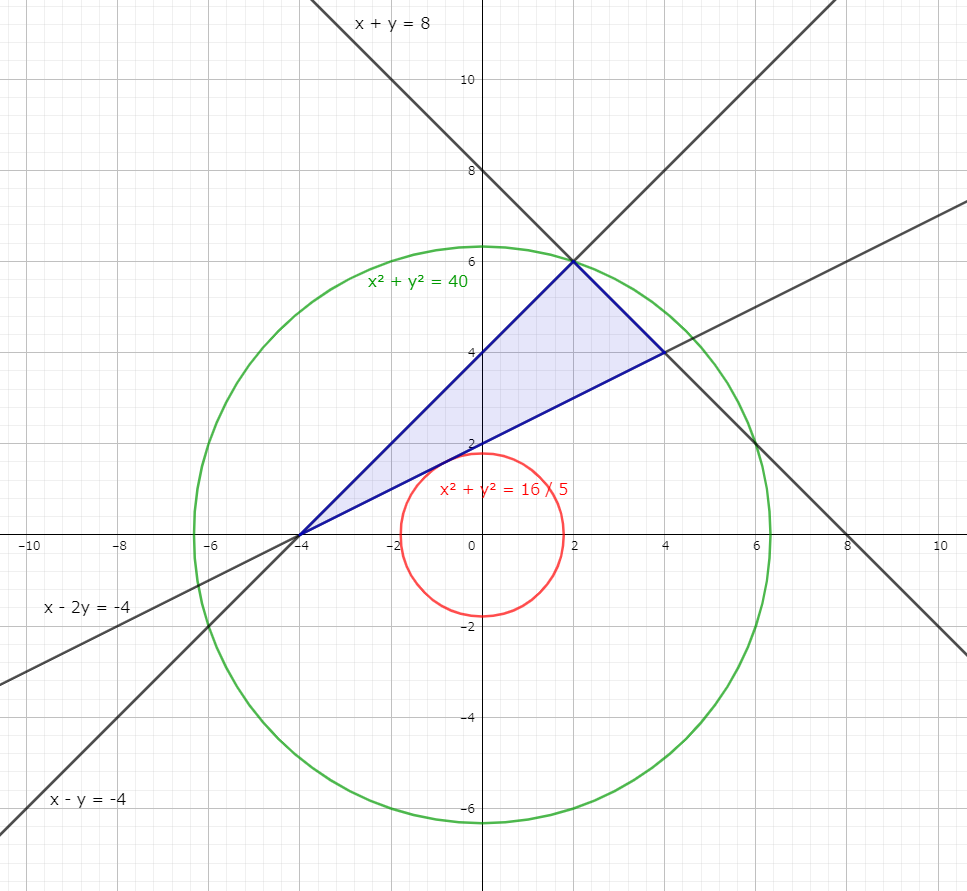 x + y = 8
10
8
6
x² + y² = 40
4
2
x² + y² = 16 / 5
−10 −8 −6 −4 −2 0 2 4 6 8 10
x - 2y = -4
−2
−4
x - y = -4
−6